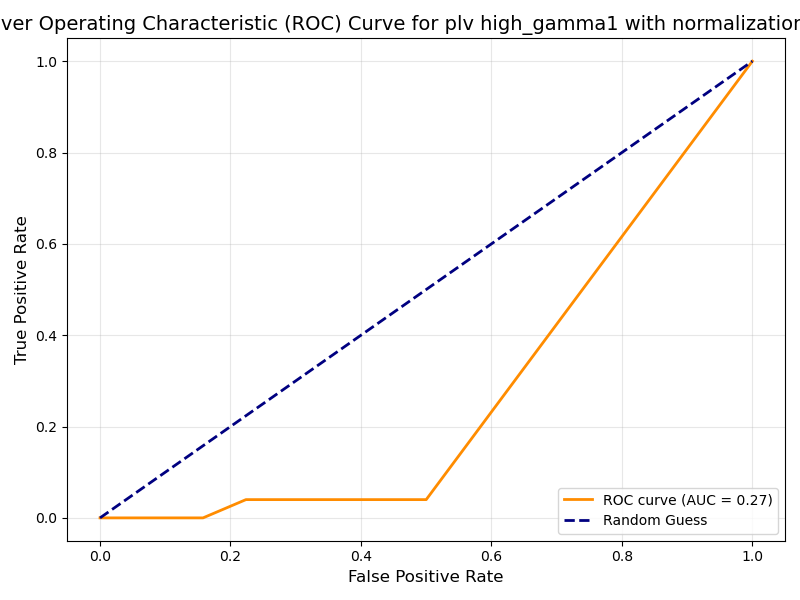 ver Operating Characteristic (ROC) Curve for plv high_gamma1 with normalization
1.0
0.8
0.6
0.4
0.2
0.0
True Positive Rate
0.0 0.2 0.4 0.6 0.8 1.0
False Positive Rate
ROC curve (AUC = 0.27)
Random Guess